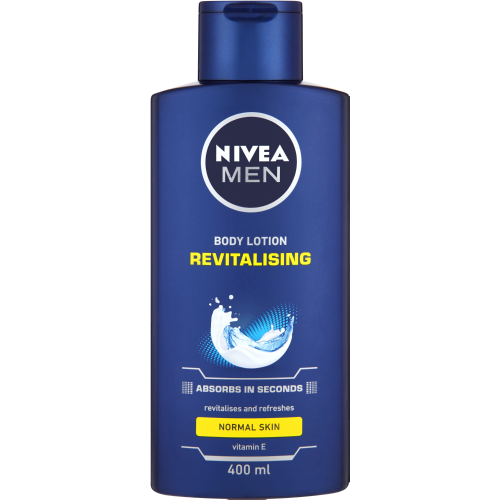 NIVEA
MEN
BODY LOTION
REVITALISING
ABSORBS IN SECONDS
revitalises and refreshes
NORMAL SKIN
vitamin E
400 ml